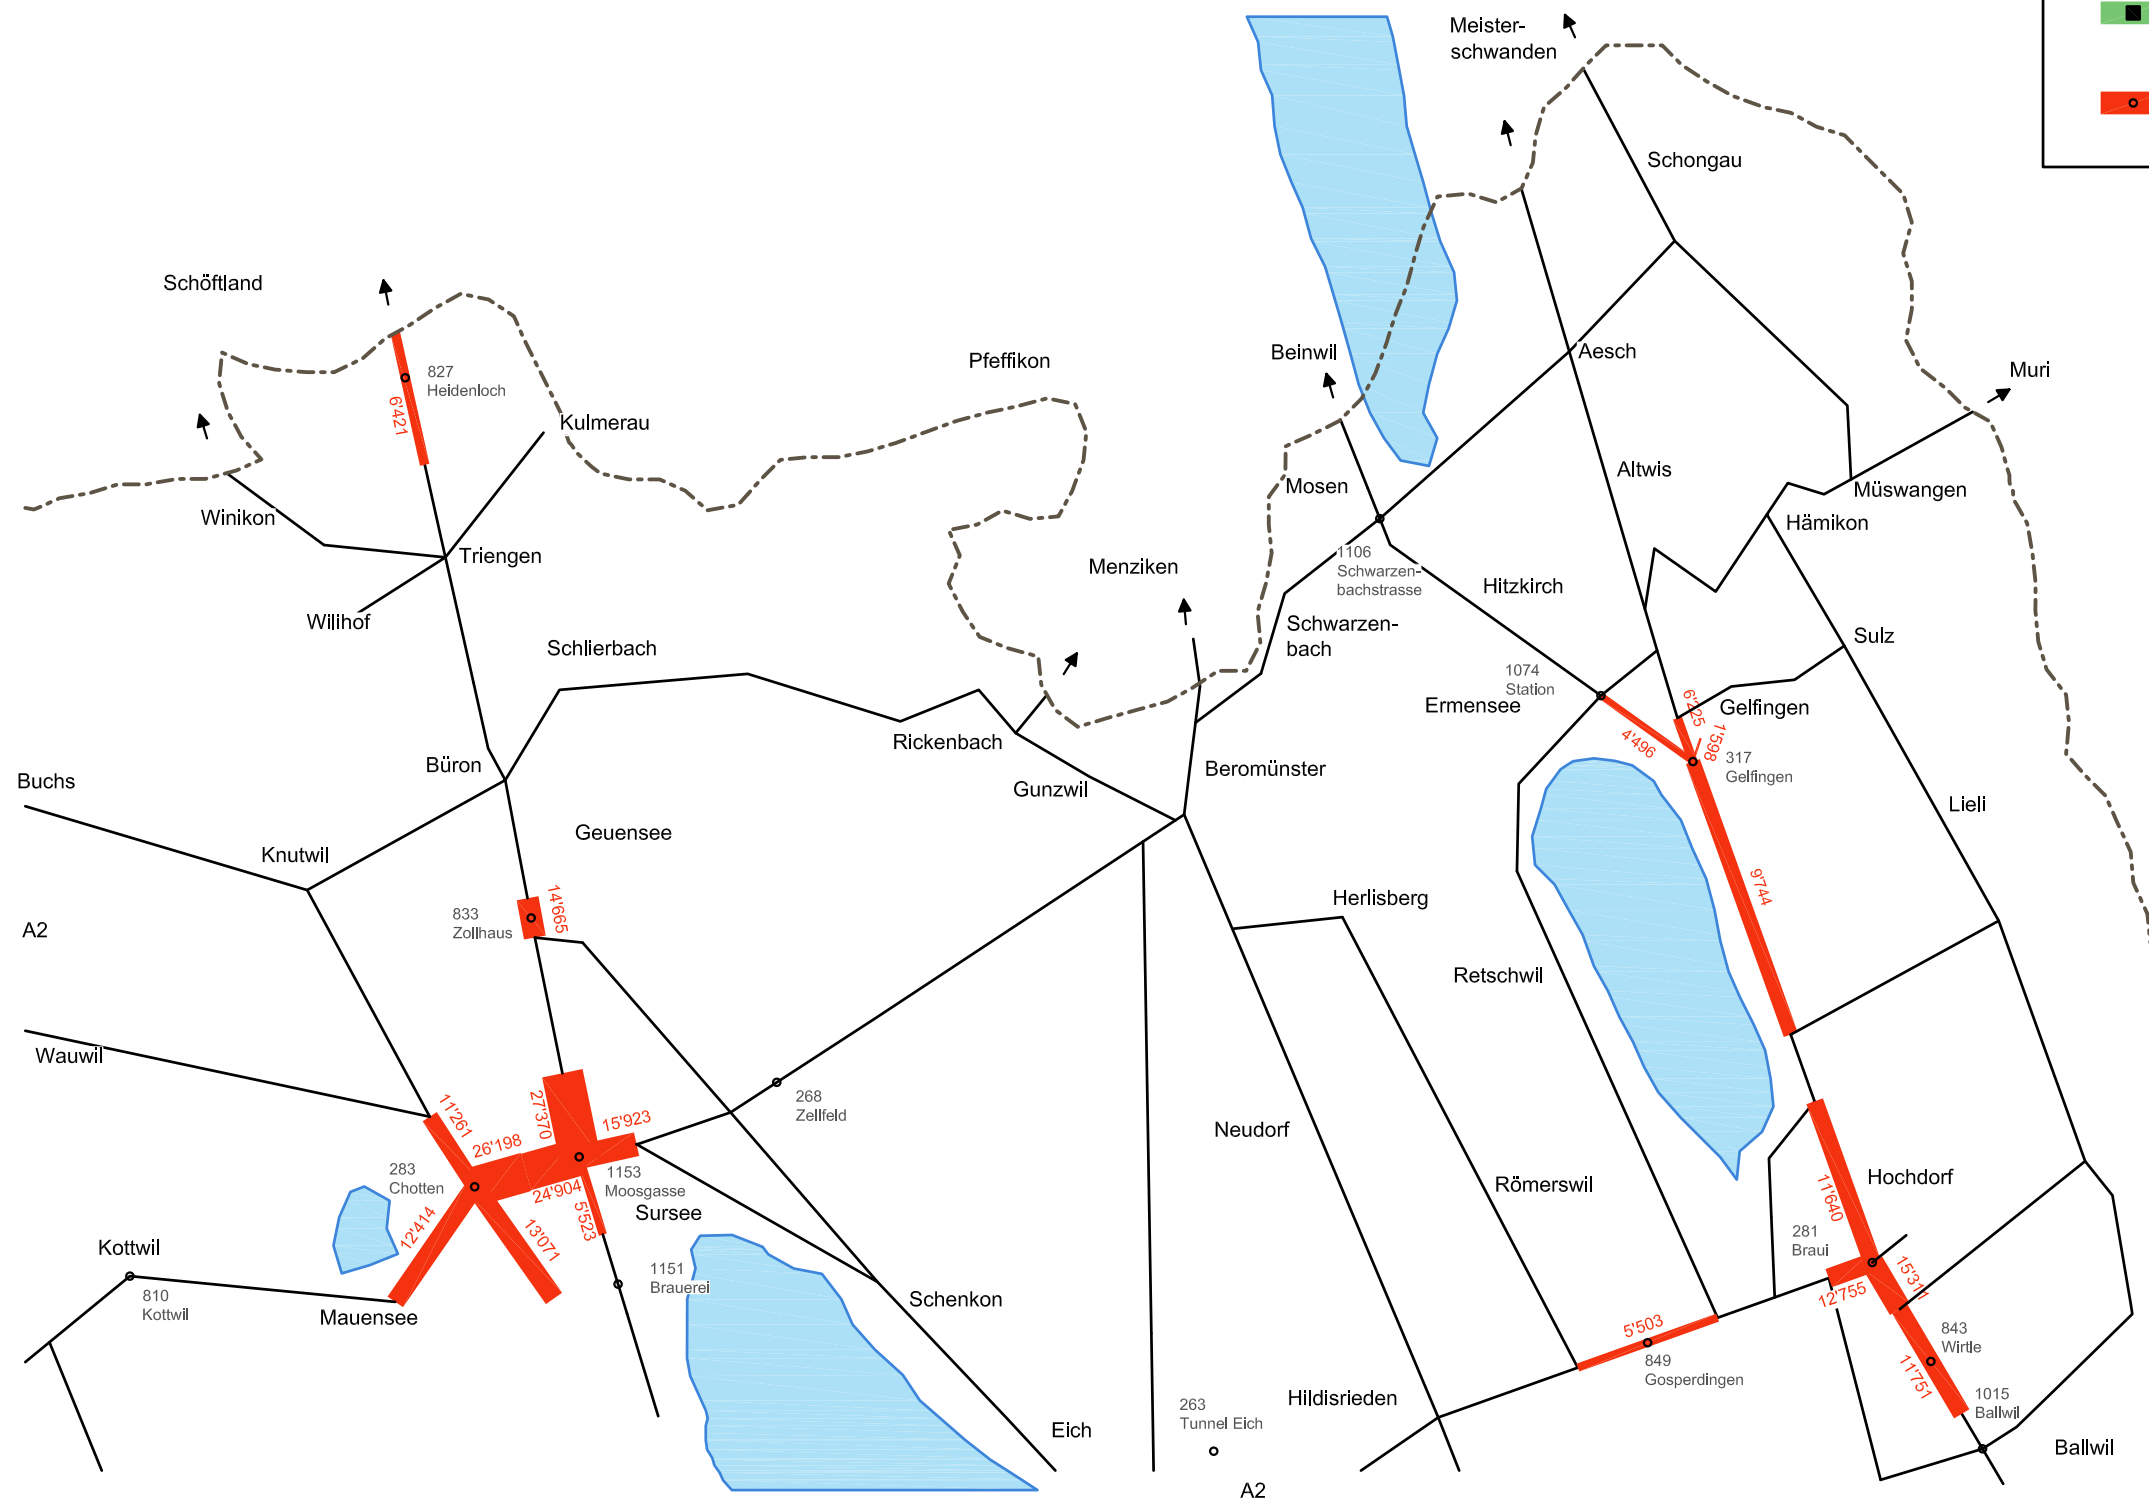 Meister-
schwanden
Schongau
Schöftland
Beinwil
Aesch
Pfeffikon
Muri
827
Heidenloch
6'421
Kulmerau
Altwis
Mosen
Müswangen
Winikon
Hämikon
Triengen
1106
Schwarzen-
bachstrasse
Menziken
Hitzkirch
Wilihof
Schwarzen-
bach
Sulz
Schlierbach
1074
Station
Ermensee
6'225
Gelfingen
1'598
4'496
317
Gelfingen
Rickenbach
Büron
Beromünster
Buchs
Gunzwil
Lieli
Geuensee
Knutwil
9'744
Herlisberg
14'665
833
Zollhaus
A2
Retschwil
Wauwil
268
Zellfeld
11'261
27'370
15'923
26'198
Neudorf
283
Chotten
1153
Moosgasse
Sursee
24'904
5'523
12'414
13'071
Hochdorf
11'640
Römerswil
281
Braui
Kottwil
1151
Brauerei
15'311
12'755
810
Kottwil
Mauensee
Schenkon
5'503
843
Wirtle
849
Gosperdingen
11'751
1015
Ballwil
Hildisrieden
263
Tunnel Eich
Eich
Ballwil
A2